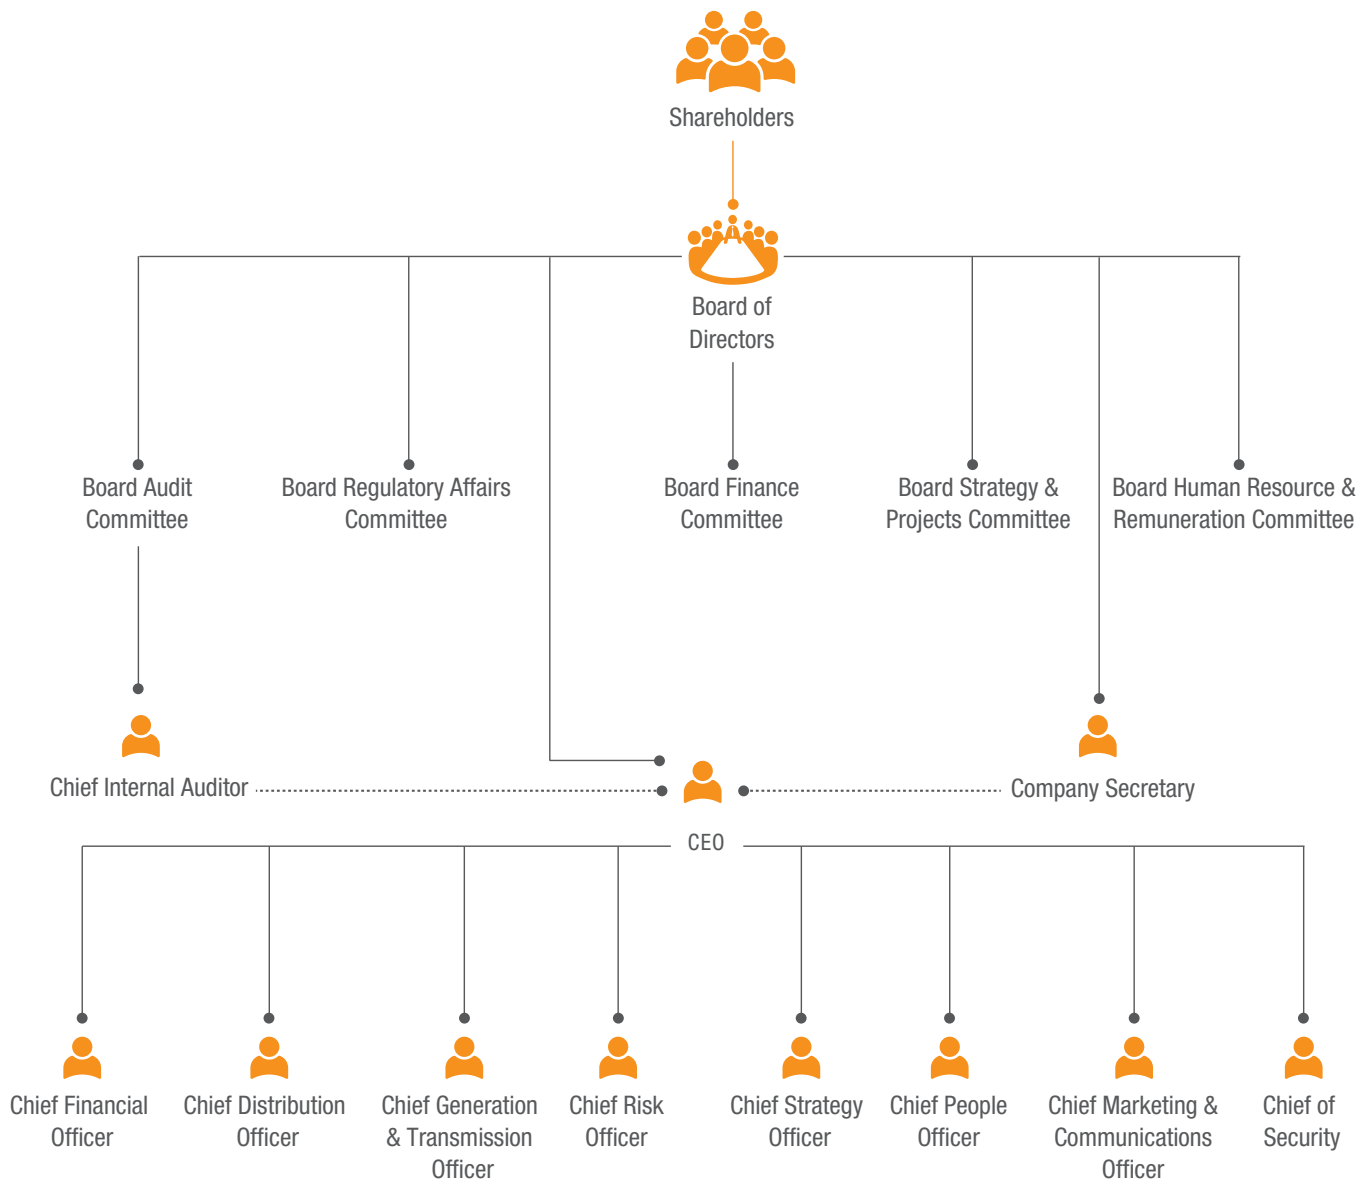 Shareholders
Board of
Directors
Board Audit
Committee
Board Regulatory Affairs
Committee
Board Finance
Committee
Board Strategy &
Projects Committee
Board Human Resource &
Remuneration Committee
Chief Internal Auditor
Company Secretary
CEO
Chief Financial
Officer
Chief Distribution
Officer
Chief Generation
& Transmission
Officer
Chief Risk
Officer
Chief Strategy
Officer
Chief People
Officer
Chief Marketing &
Communications
Officer
Chief of
Security